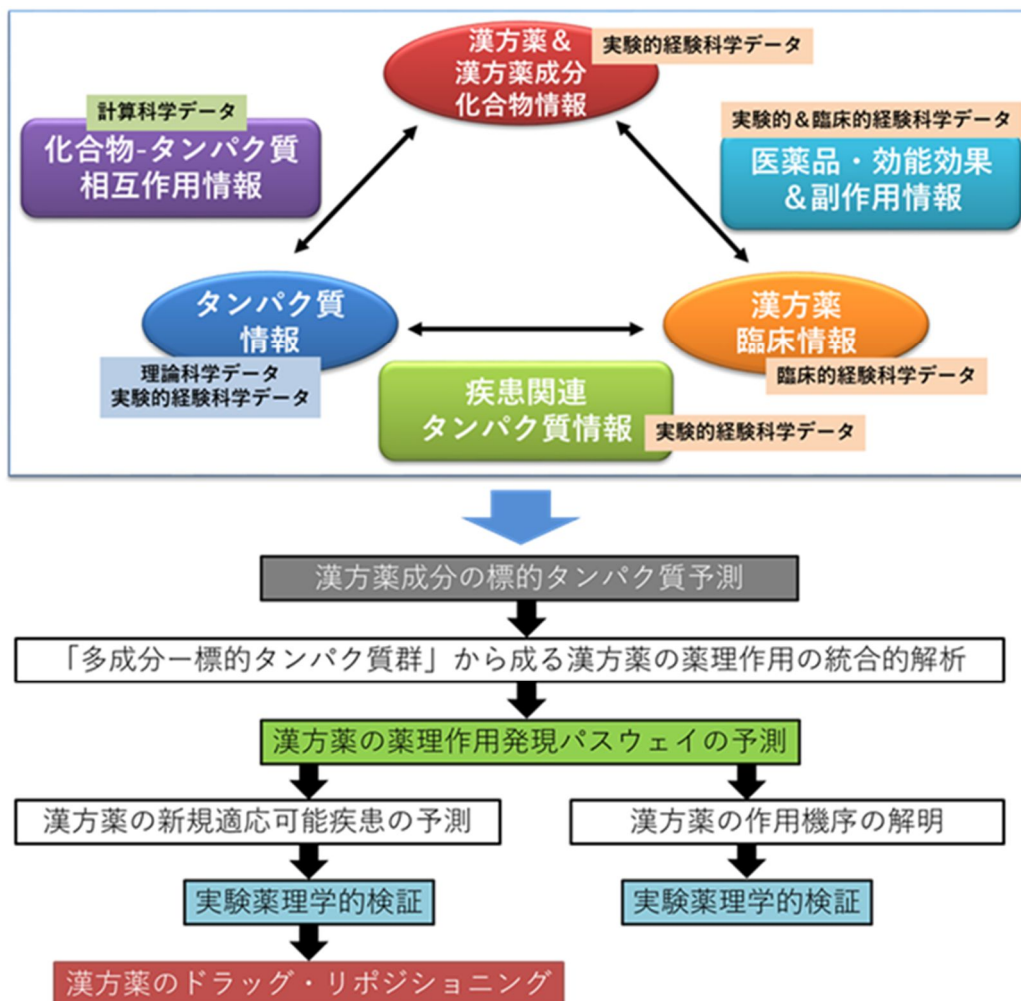 漢方薬＆
漢方薬成分
化合物情報
実験的経験科学データ
計算科学データ
化合物-タンパク質
相互作用情報
実験的＆臨床的経験科学データ
医薬品・効能効果
＆副作用情報
タンパク質
情報
理論科学データ
実験的経験科学データ
漢方薬
臨床情報
臨床的経験科学データ
疾患関連
タンパク質情報
実験的経験科学データ
漢方薬成分の標的タンパク質予測
「多成分ー標的タンパク質群」から成る漢方薬の薬理作用の統合的解析
漢方薬の薬理作用発現パスウェイの予測
漢方薬の新規適応可能疾患の予測
漢方薬の作用機序の解明
実験薬理学的検証
実験薬理学的検証
漢方薬のドラッグ・リポジショニング